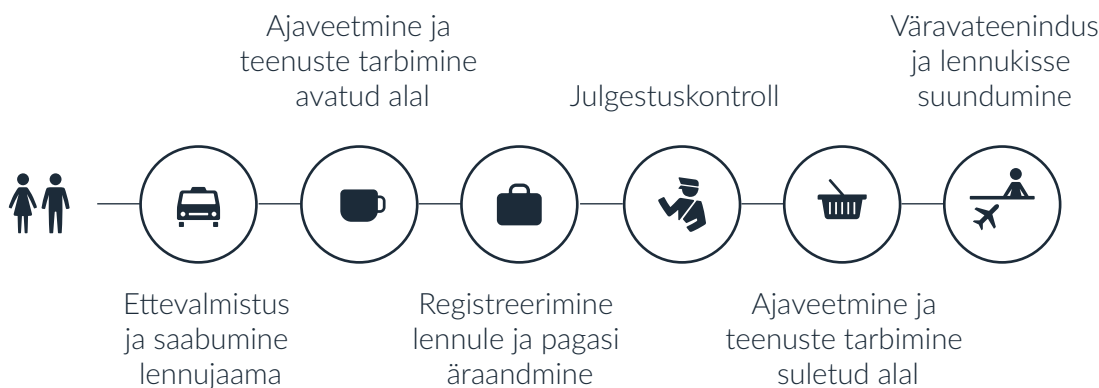 Ajaveetmine ja
teenuste tarbimine
avatud alal
Julgestuskontroll
Väravateenindus
ja lennukisse
suundumine
Ettevalmistus
ja saabumine
lennujaama
Registreerimine
lennule ja pagasi
äraandmine
Ajaveetmine ja
teenuste tarbimine
suletud alal